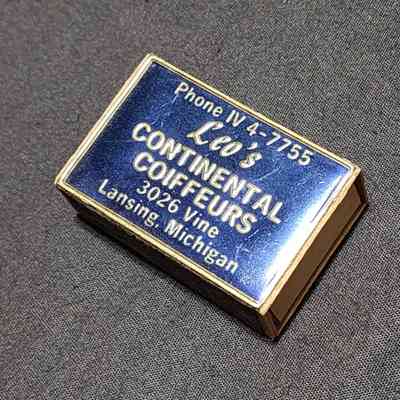 Phone IV 4-7755
Leo's
CONTINENTAL
COIFFEURS
3026 Vine
Lansing, Michigan